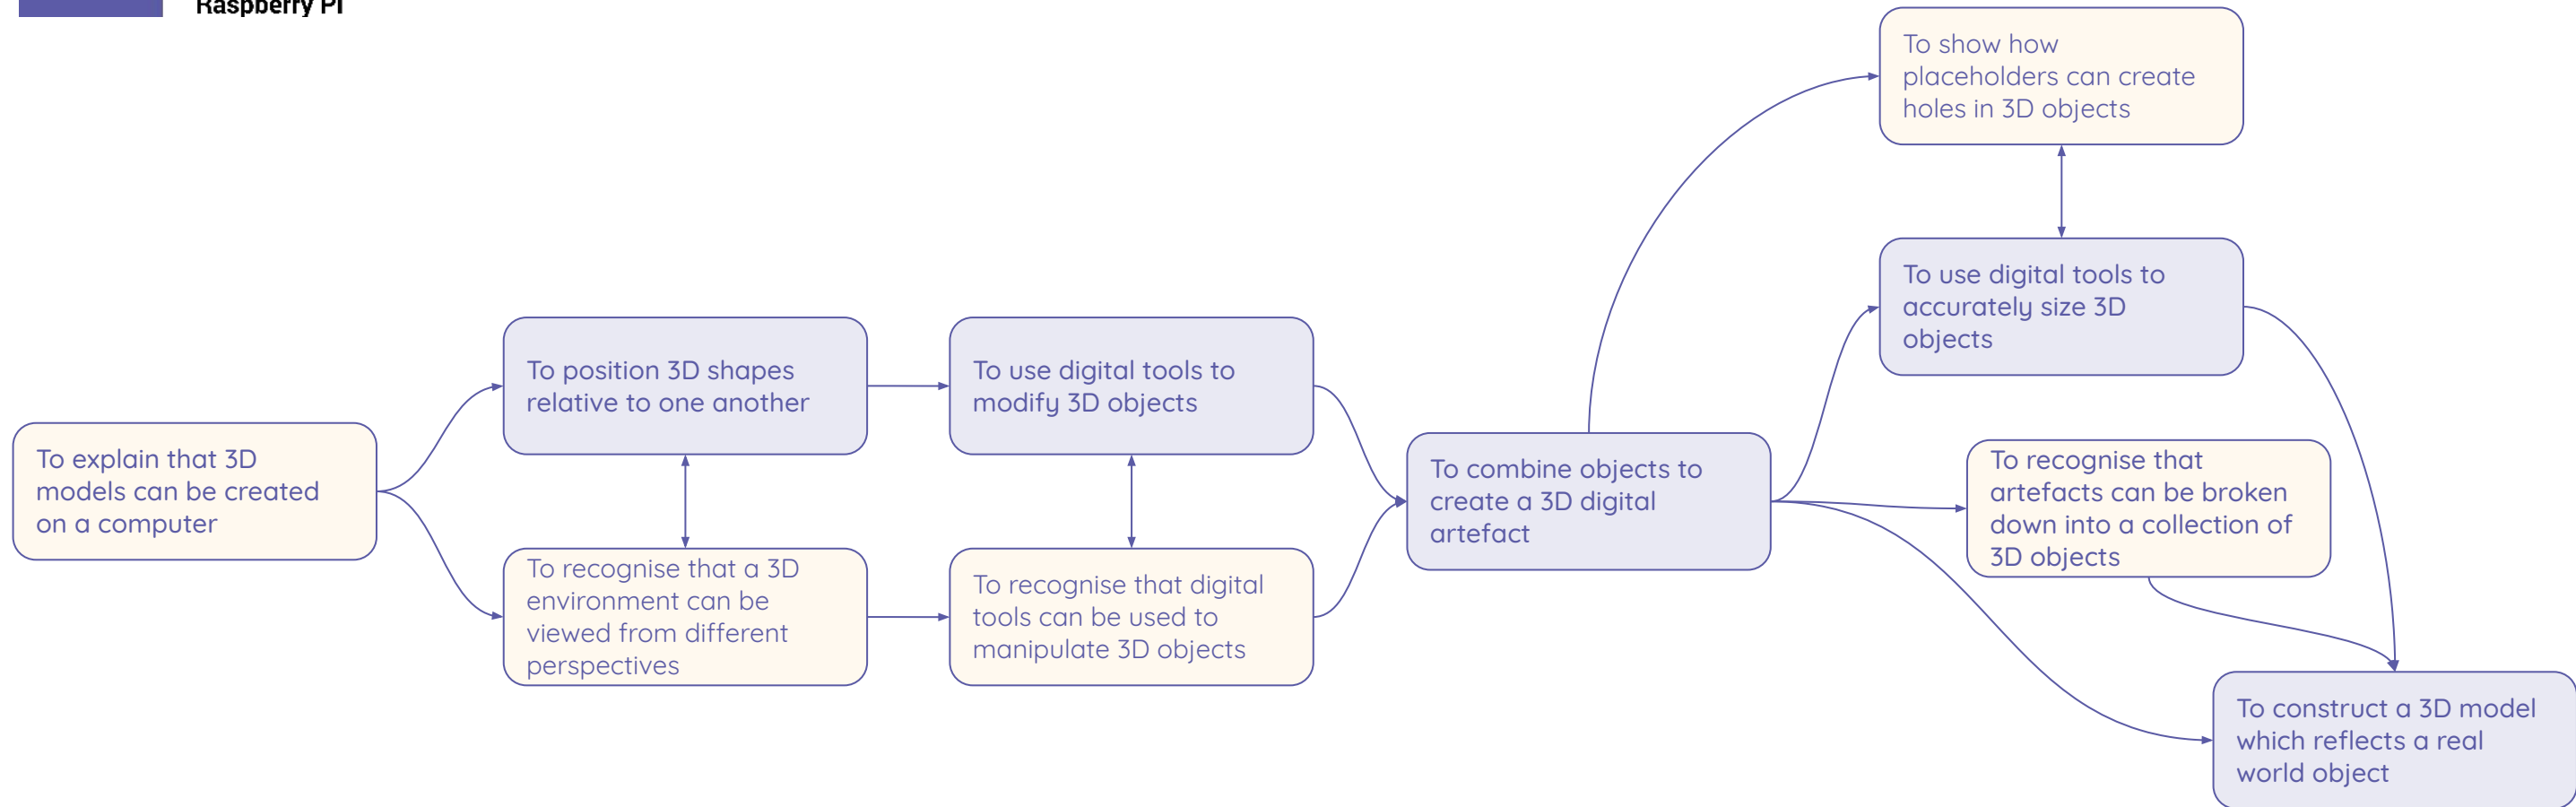 Raspberry Pi
To show how
placeholders can create
holes in 3D objects
To use digital tools to
accurately size 3D
objects
To position 3D shapes
relative to one another
To use digital tools to
modify 3D objects
To explain that 3D
models can be created
on a computer
To combine objects to
create a 3D digital
artefact
To recognise that
artefacts can be broken
down into a collection of
3D objects
To recognise that a 3D
environment can be
viewed from different
perspectives
To recognise that digital
tools can be used to
manipulate 3D objects
To construct a 3D model
which reflects a real
world object